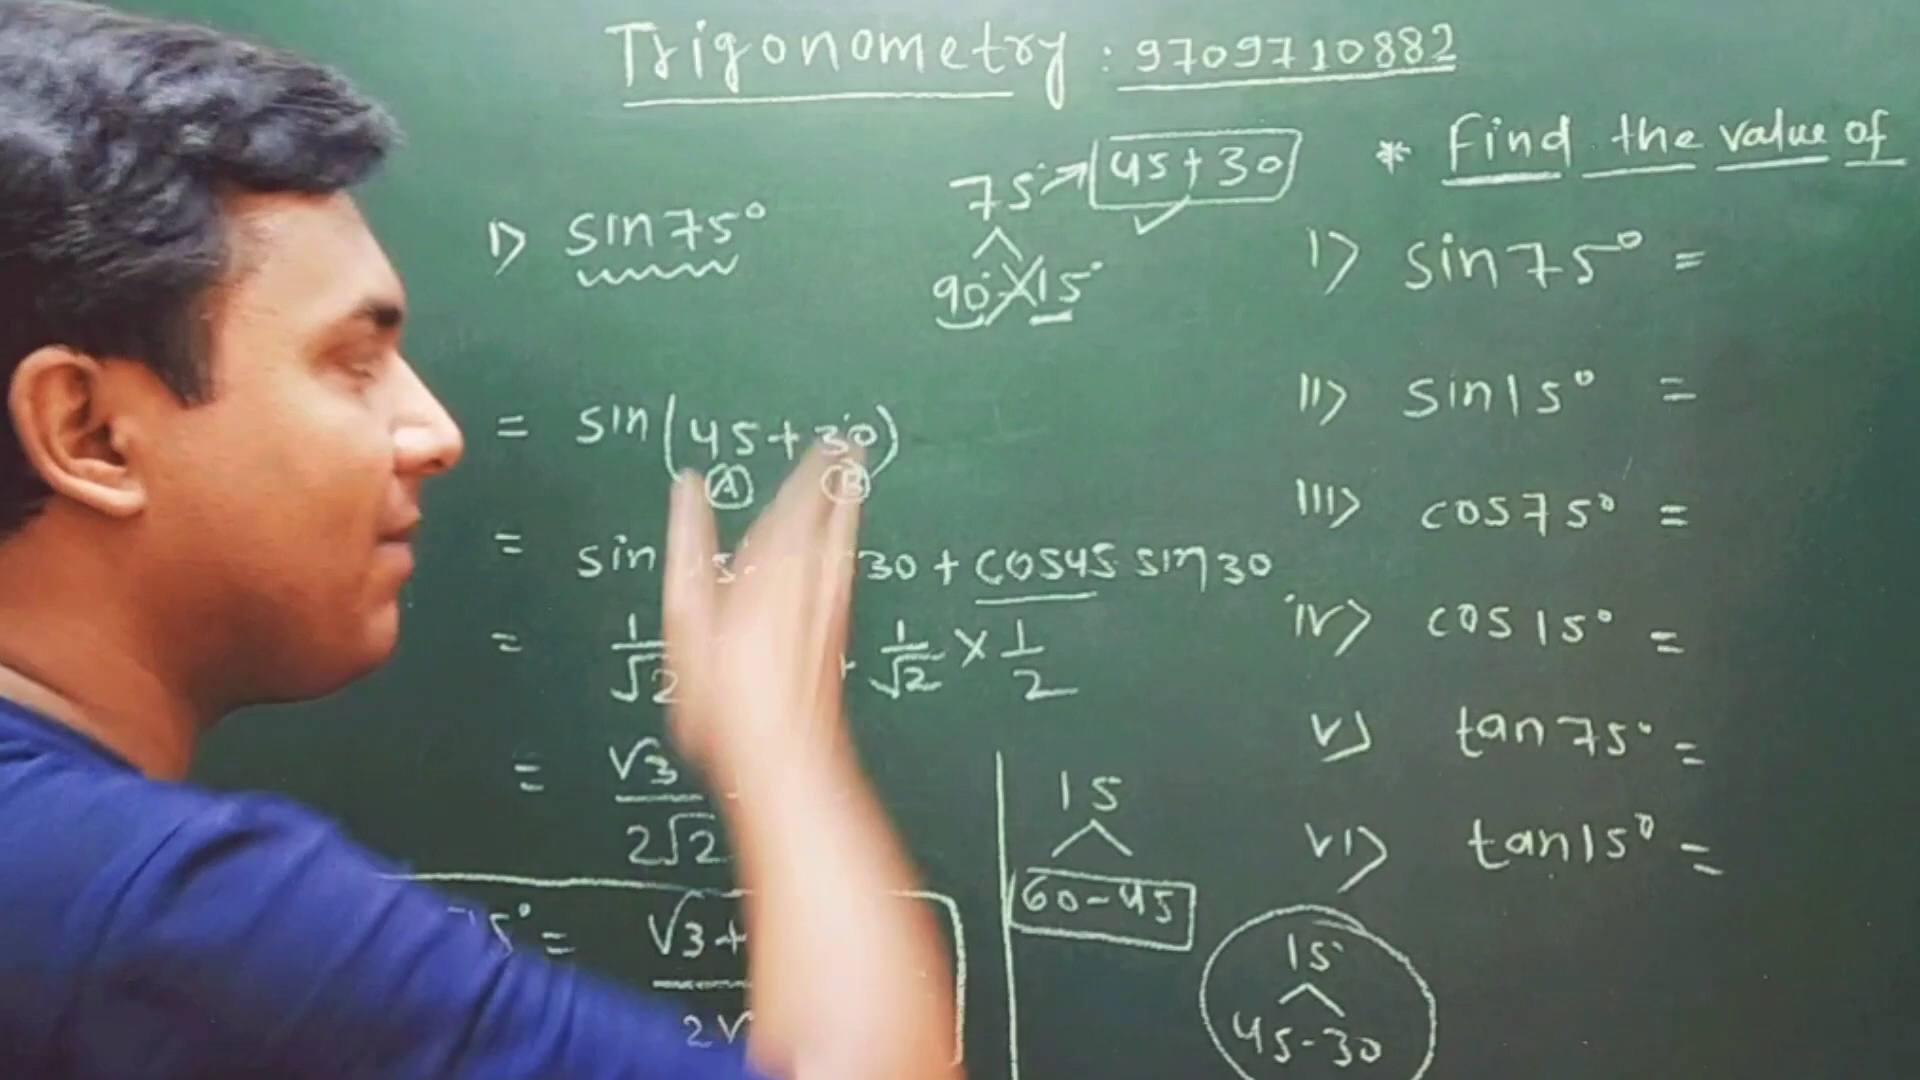 Trigonometry : 9709710882
* Find the value of
I) sin75°
75° → 45+30
90° 15°
= sin(45+30)
A B
= sin 30 + cos45 sin30
= 1/√2 + 1/√2 × 1/2
= √3
2√2
75° = √3+
2√
15
60-45
I) sin75° =
II) sin15° =
III) cos75° =
IV) cos15° =
V) tan75° =
VI) tan15° =
15°
45-30